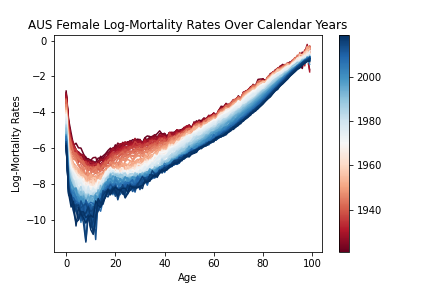 AUS Female Log-Mortality Rates Over Calendar Years
0
−2
−4
−6
−8
−10
Log-Mortality Rates
0 20 40 60 80 100
Age
2000
1980
1960
1940